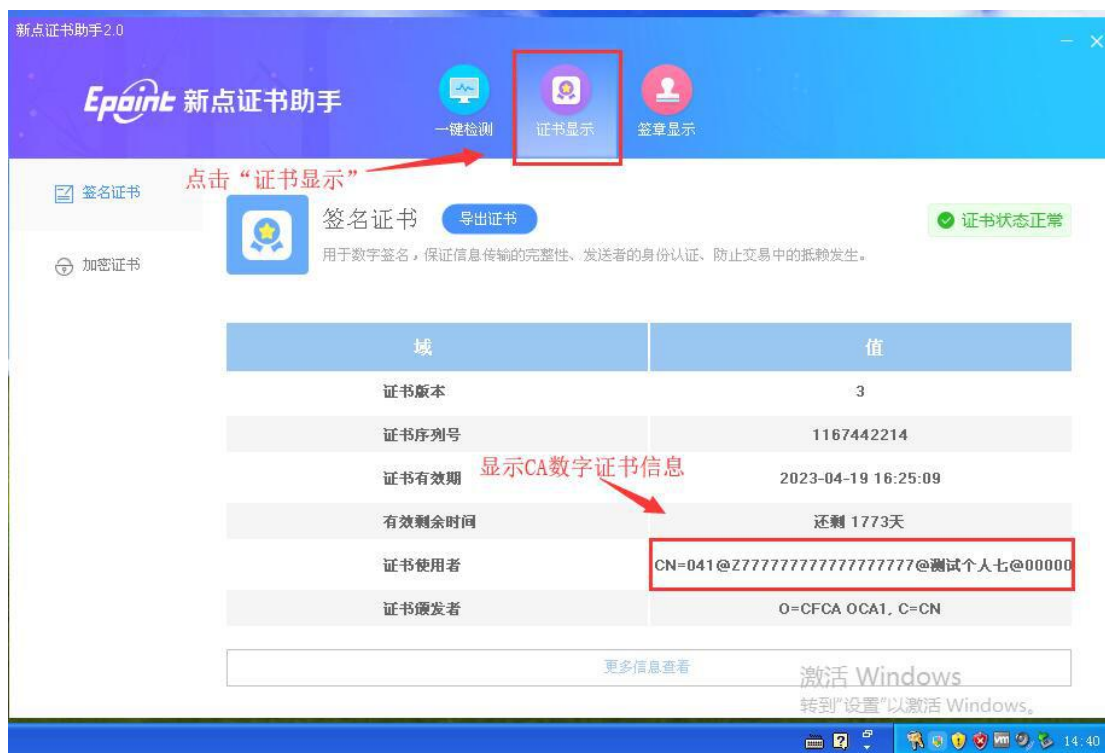 新点证书助手2.0
Epoint 新点证书助手
一键检测
证书显示
签章显示
点击“证书显示”
签名证书
加密证书
签名证书
导出证书
证书状态正常
用于数字签名，保证信息传输的完整性、发送者的身份认证、防止交易中的抵赖发生。
域 值
证书版本 3
证书序列号 1167442214
显示CA数字证书信息
证书有效期 2023-04-19 16:25:09
有效剩余时间 还剩 1773天
证书使用者 CN=041@Z777777777777777777@测试个人七@00000
证书颁发者 O=CFCA OCA1, C=CN
更多信息查看
激活 Windows
转到“设置”以激活 Windows。
14:40